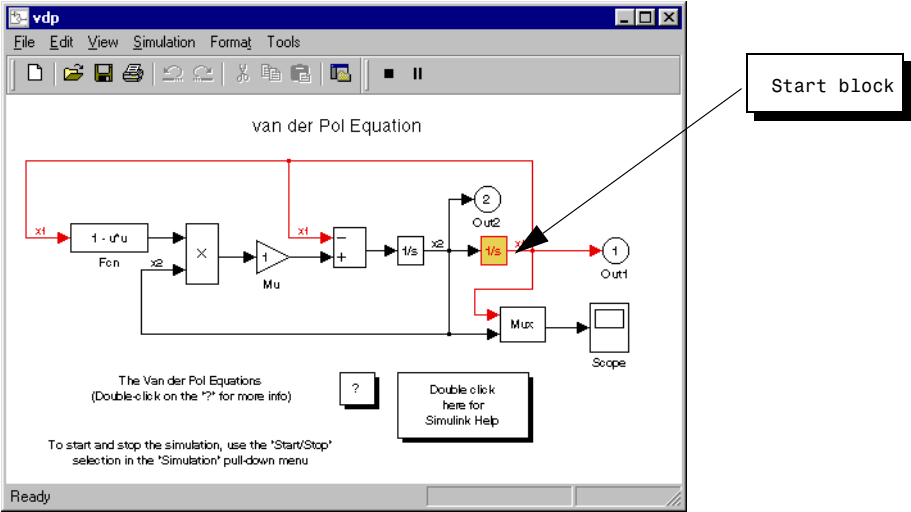 vdp
File Edit View Simulation Format Tools
Start block
van der Pol Equation
x1
1 - u*u
Fcn
x2
×
1
Mu
x1
−
+
1/s
x2
2
Out2
1/s
x1
1
Out1
Mux
Scope
The Van der Pol Equations
(Double-click on the "?" for more info)
?
Double click
here for
Simulink Help
To start and stop the simulation, use the "Start/Stop"
selection in the "Simulation" pull-down menu
Ready